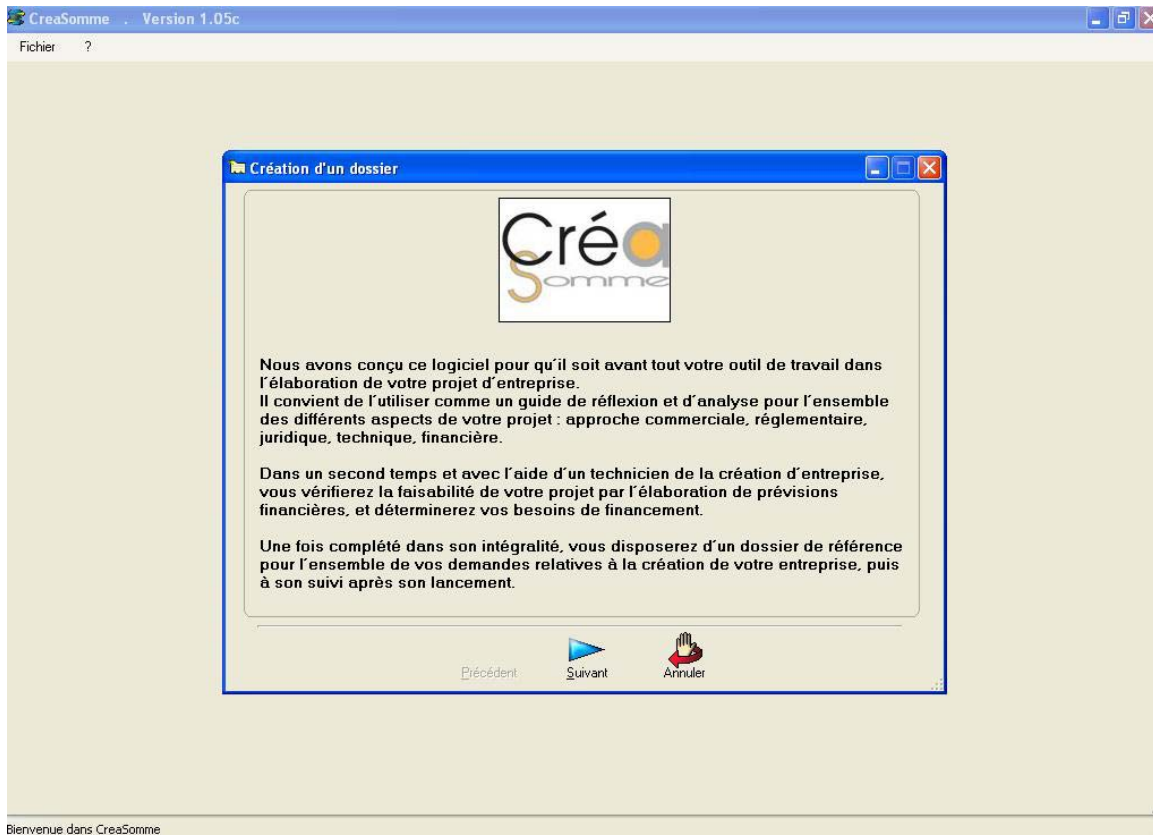 CreaSomme . Version 1.05c
Fichier ?
Création d'un dossier
Créa
Somme
Nous avons conçu ce logiciel pour qu´il soit avant tout votre outil de travail dans
l´élaboration de votre projet d´entreprise.
Il convient de l´utiliser comme un guide de réflexion et d´analyse pour l´ensemble
des différents aspects de votre projet : approche commerciale, réglementaire,
juridique, technique, financière.
Dans un second temps et avec l´aide d´un technicien de la création d´entreprise,
vous vérifierez la faisabilité de votre projet par l´élaboration de prévisions
financières, et déterminerez vos besoins de financement.
Une fois complété dans son intégralité, vous disposerez d´un dossier de référence
pour l´ensemble de vos demandes relatives à la création de votre entreprise, puis
à son suivi après son lancement.
Précédent Suivant Annuler
Bienvenue dans CreaSomme